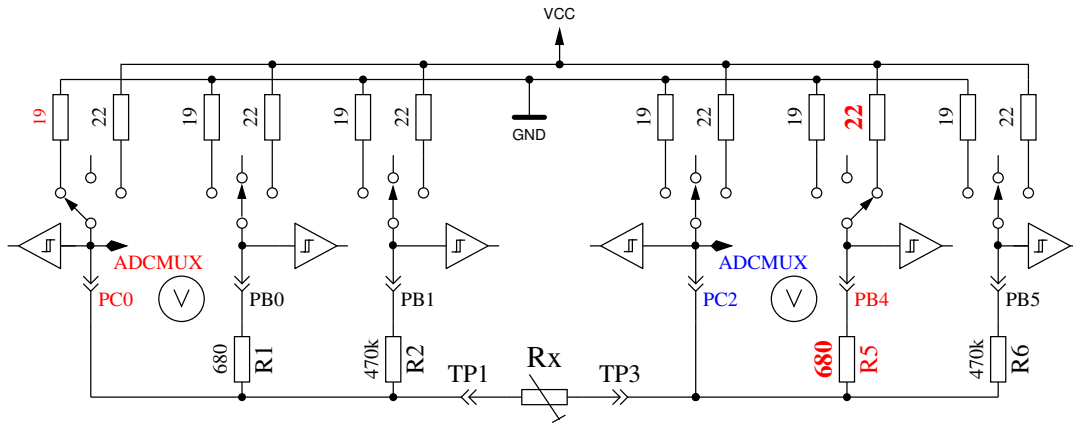 VCC
19
22
19
22
19
22
GND
19
22
19
22
19
22
ADCMUX
V
PC0
PB0
PB1
ADCMUX
V
PC2
PB4
PB5
680
R1
470k
R2
TP1
Rx
TP3
680
R5
470k
R6